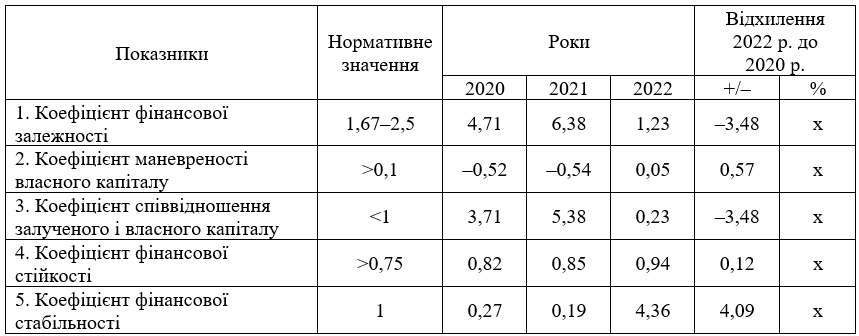 Показники
Нормативне
значення
Роки
Відхилення
2022 р. до
2020 р.
2020 2021 2022 +/– %
1. Коефіцієнт фінансової
залежності
1,67–2,5 4,71 6,38 1,23 –3,48 х
2. Коефіцієнт маневреності
власного капіталу
>0,1 –0,52 –0,54 0,05 0,57 х
3. Коефіцієнт співвідношення
залученого і власного капіталу
<1 3,71 5,38 0,23 –3,48 х
4. Коефіцієнт фінансової
стійкості
>0,75 0,82 0,85 0,94 0,12 х
5. Коефіцієнт фінансової
стабільності
1 0,27 0,19 4,36 4,09 х